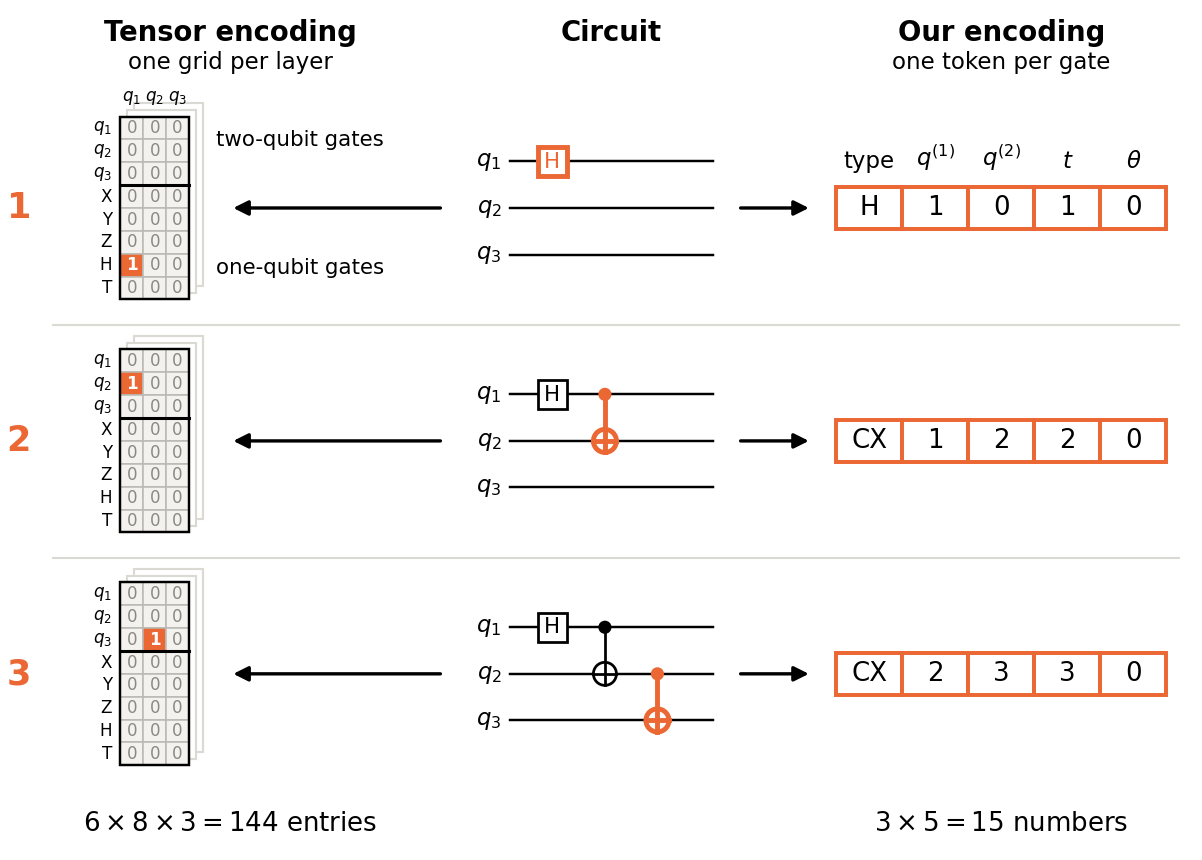 Tensor encoding
one grid per layer
Circuit
Our encoding
one token per gate
1
q₁ q₂ q₃
q₁ 0 0 0
q₂ 0 0 0
q₃ 0 0 0
X 0 0 0
Y 0 0 0
Z 0 0 0
H 1 0 0
T 0 0 0
two-qubit gates
one-qubit gates
q₁ H
q₂
q₃
type q⁽¹⁾ q⁽²⁾ t θ
H 1 0 1 0
2
q₁ 0 0 0
q₂ 1 0 0
q₃ 0 0 0
X 0 0 0
Y 0 0 0
Z 0 0 0
H 0 0 0
T 0 0 0
q₁ H
q₂
q₃
CX 1 2 2 0
3
q₁ 0 0 0
q₂ 0 0 0
q₃ 0 1 0
X 0 0 0
Y 0 0 0
Z 0 0 0
H 0 0 0
T 0 0 0
q₁ H
q₂
q₃
CX 2 3 3 0
6 × 8 × 3 = 144 entries
3 × 5 = 15 numbers